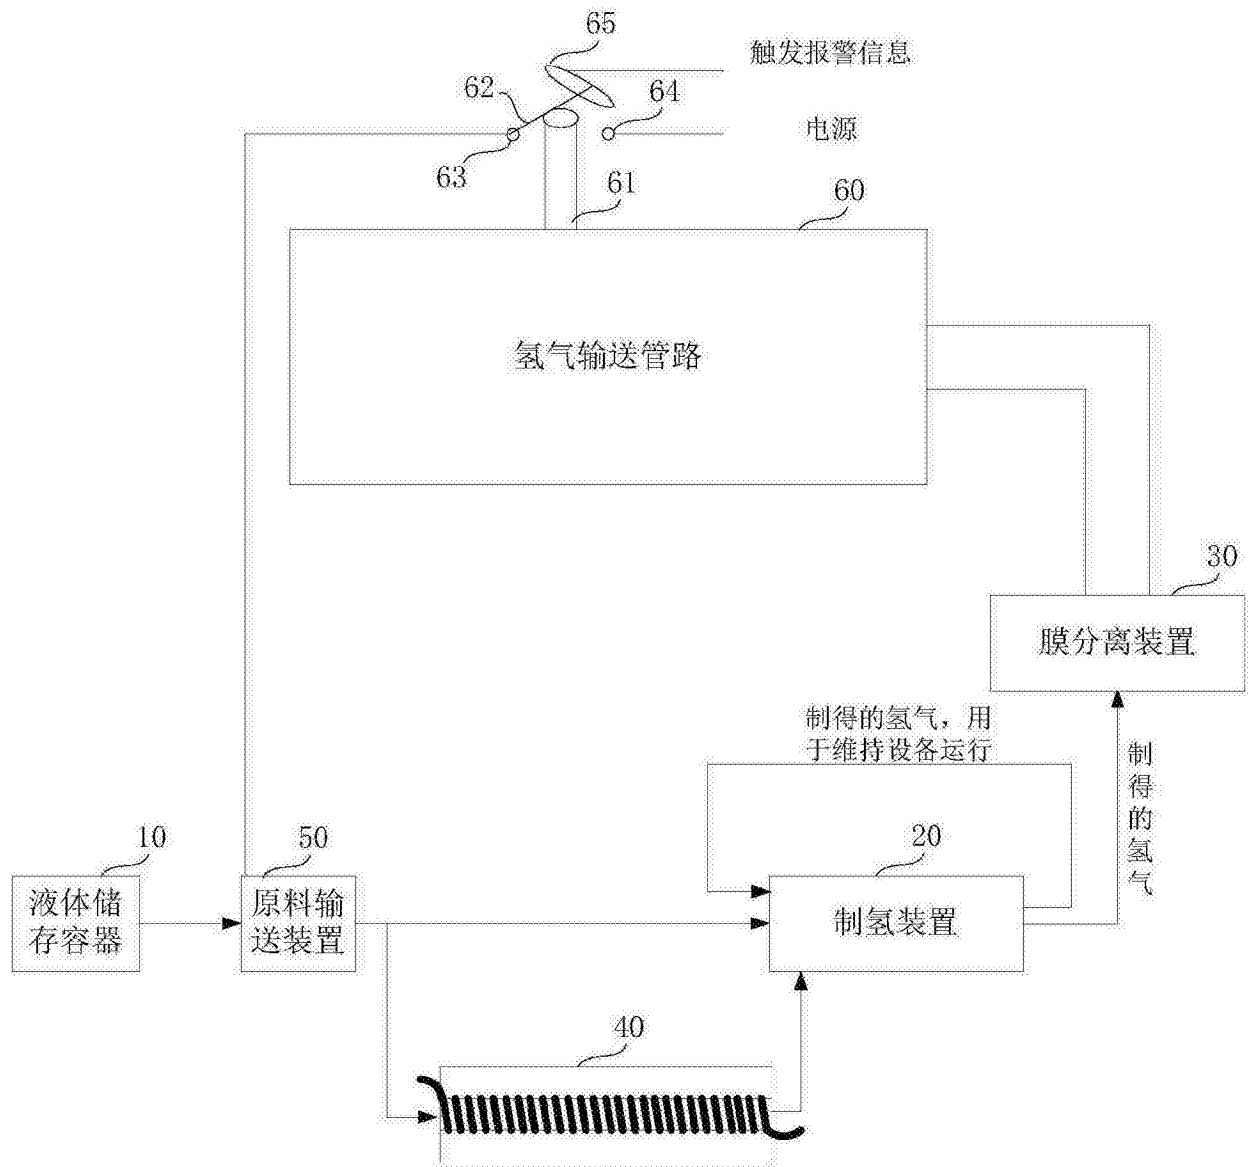 65
触发报警信息
62
64
电源
63
61
60
氢气输送管路
30
膜分离装置
制得的氢气，用
于维持设备运行
制得的氢气
10
50
20
液体储
存容器
原料输
送装置
制氢装置
40